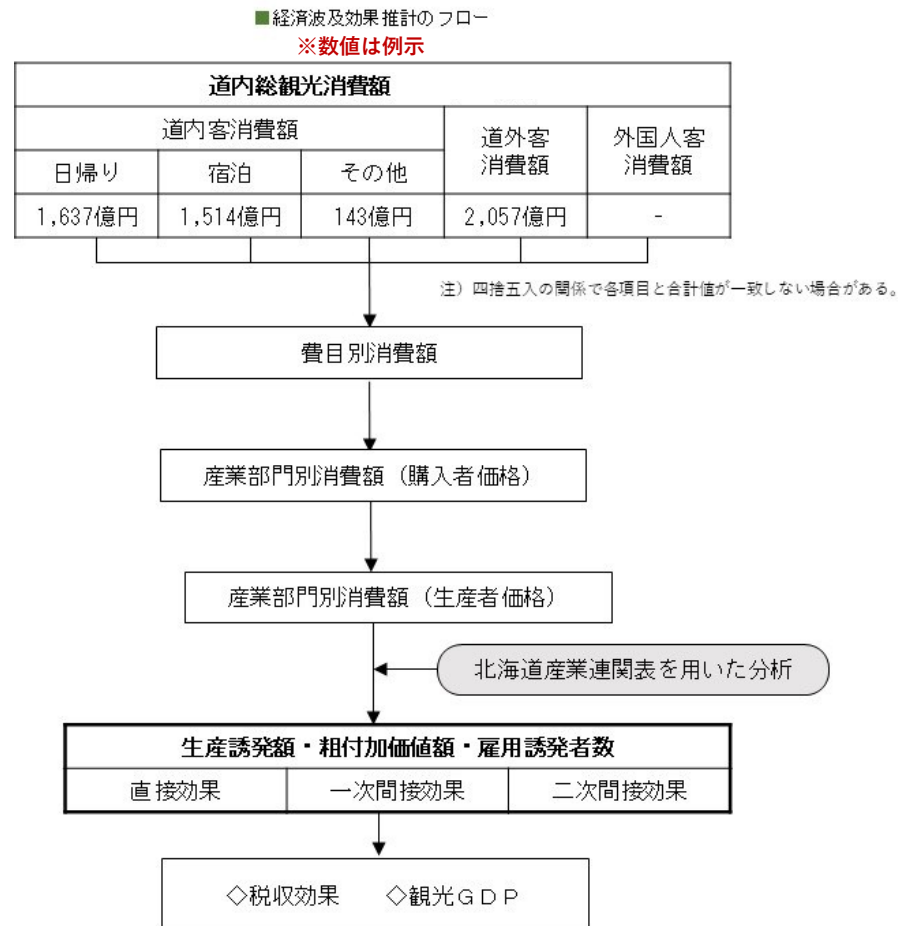 ■経済波及効果推計のフロー
※数値は例示
道内総観光消費額
道内客消費額
道外客
消費額
外国人客
消費額
日帰り 宿泊 その他
1,637億円 1,514億円 143億円 2,057億円 -
注）四捨五入の関係で各項目と合計値が一致しない場合がある。
費目別消費額
産業部門別消費額（購入者価格）
産業部門別消費額（生産者価格）
北海道産業連関表を用いた分析
生産誘発額・粗付加価値額・雇用誘発者数
直接効果 一次間接効果 二次間接効果
◇税収効果 ◇観光ＧＤＰ